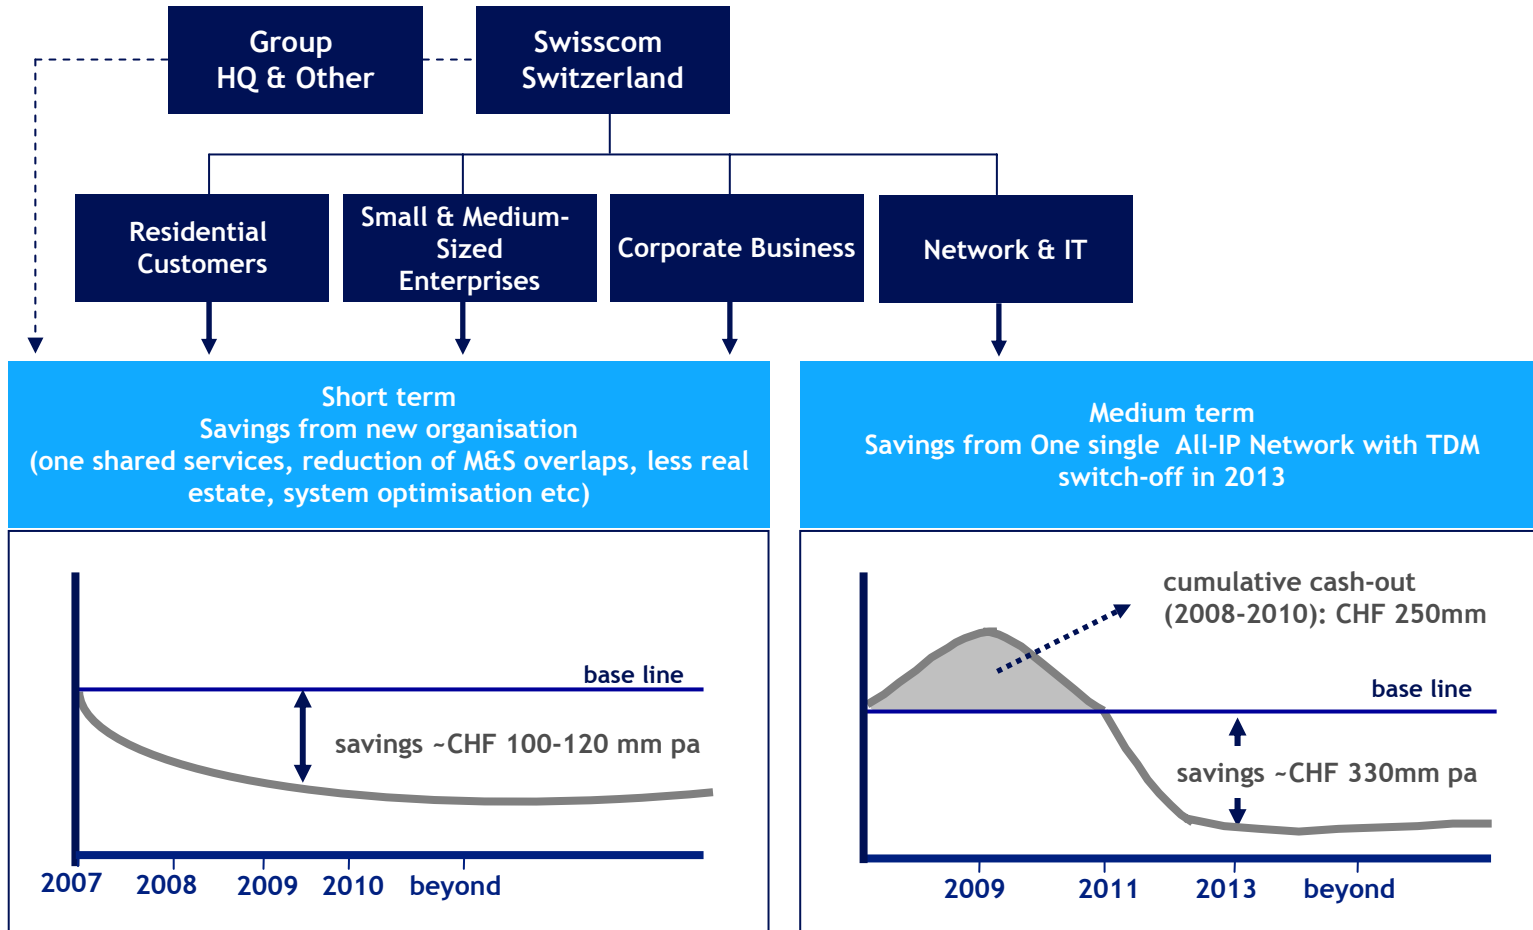 Group
HQ & Other
Swisscom
Switzerland
Residential
Customers
Small & Medium-
Sized
Enterprises
Corporate Business
Network & IT
Short term
Savings from new organisation
(one shared services, reduction of M&S overlaps, less real
estate, system optimisation etc)
Medium term
Savings from One single All-IP Network with TDM
switch-off in 2013
base line
savings ~CHF 100-120 mm pa
2007 2008 2009 2010 beyond
cumulative cash-out
(2008-2010): CHF 250mm
base line
savings ~CHF 330mm pa
2009 2011 2013 beyond